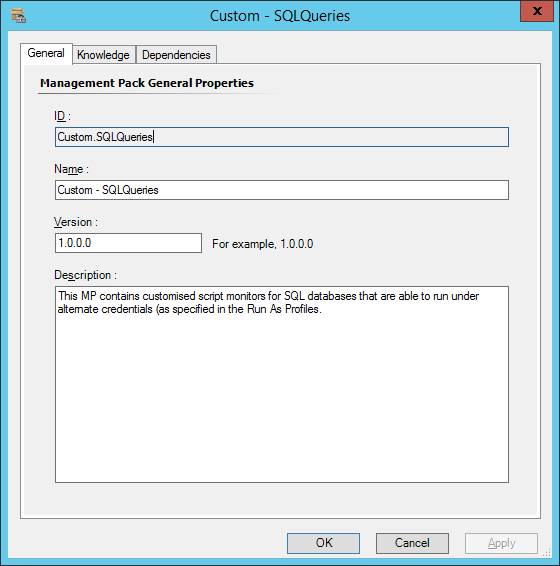 Custom - SQLQueries
x
General
Knowledge
Dependencies
Management Pack General Properties
ID :
Custom.SQLQueries
Name :
Custom - SQLQueries
Version :
1.0.0.0
For example, 1.0.0.0
Description :
This MP contains customised script monitors for SQL databases that are able to run under
alternate credentials (as specified in the Run As Profiles.
OK
Cancel
Apply